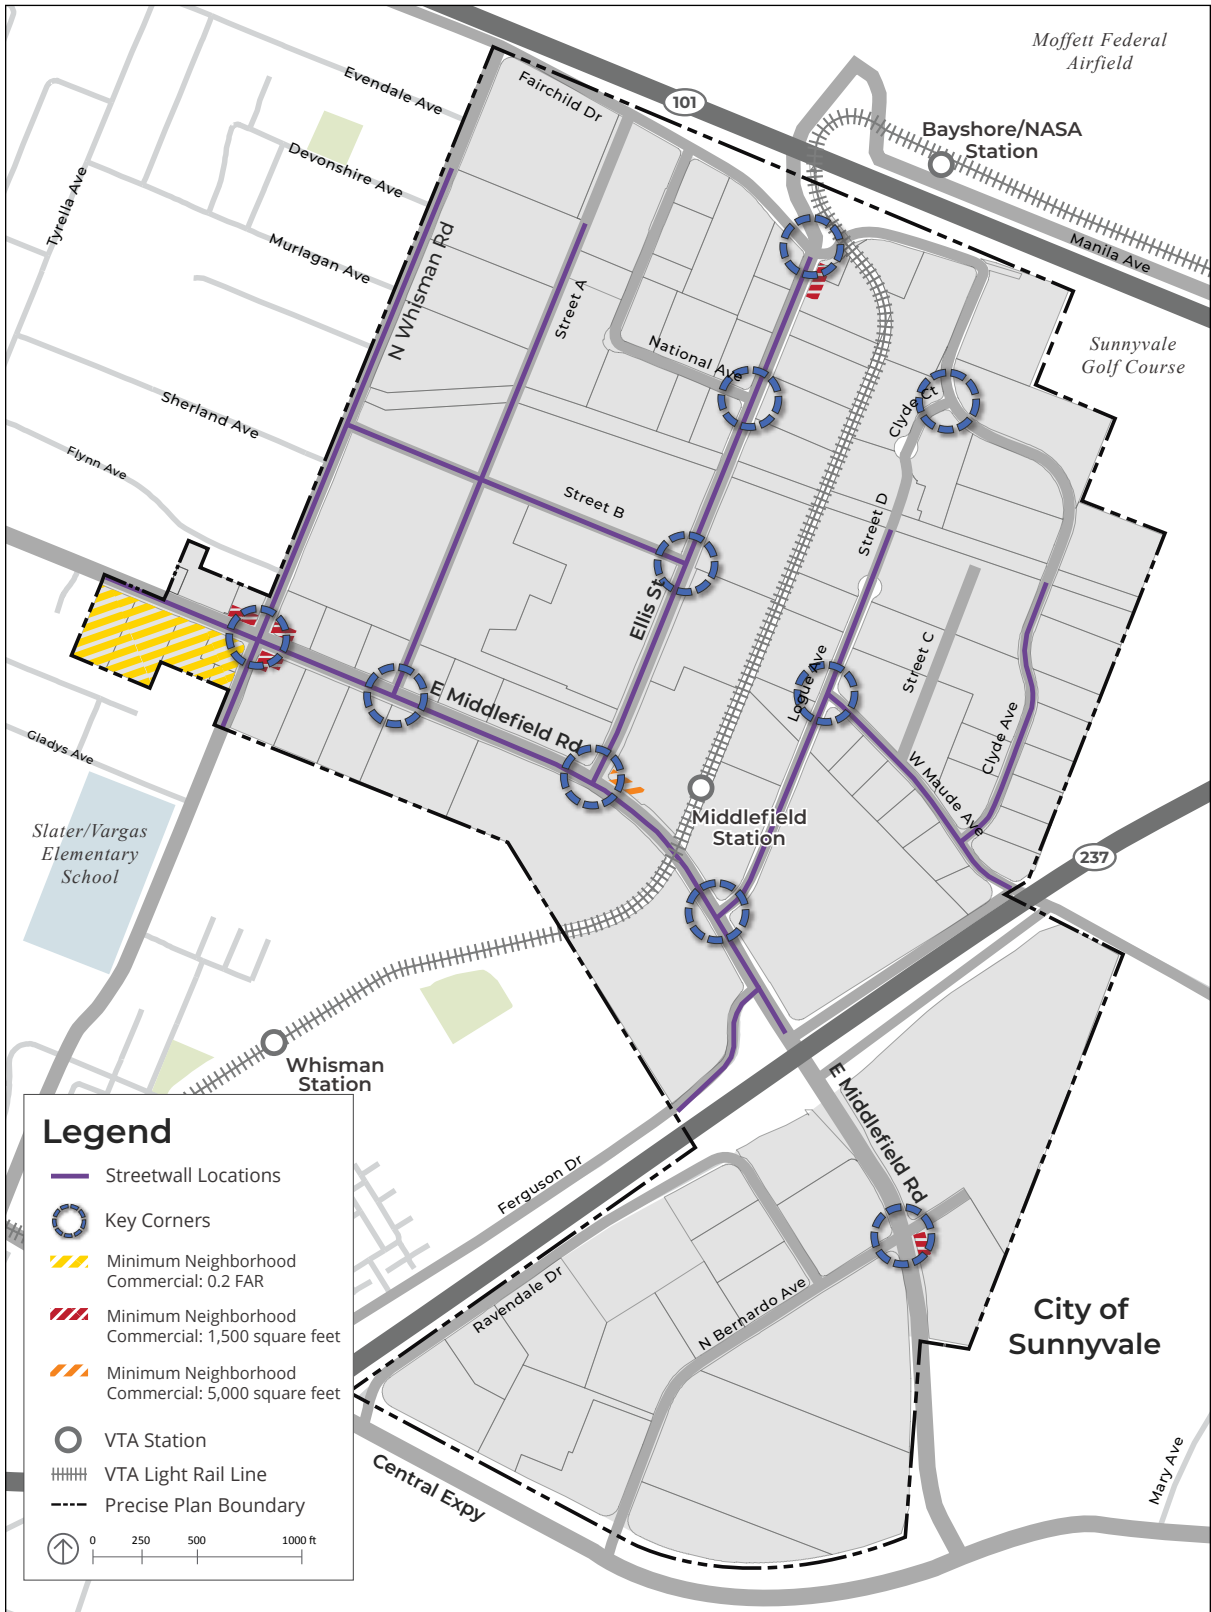 Moffett Federal
Airfield
Evendale Ave
Fairchild Dr
101
Bayshore/NASA
Station
Devonshire Ave
Tyrella Ave
Murlagan Ave
N Whisman Rd
Manila Ave
Street A
National Ave
Sunnyvale
Golf Course
Sherland Ave
Clyde Ct
Flynn Ave
Street B
Street D
Ellis St
Street C
Logue Ave
E Middlefield Rd
Clyde Ave
W Maude Ave
Gladys Ave
Middlefield
Station
Slater/Vargas
Elementary
School
237
Whisman
Station
E Middlefield Rd
Ferguson Dr
Ravendale Dr
N Bernardo Ave
City of
Sunnyvale
Central Expy
Mary Ave
Legend
Streetwall Locations
Key Corners
Minimum Neighborhood
Commercial: 0.2 FAR
Minimum Neighborhood
Commercial: 1,500 square feet
Minimum Neighborhood
Commercial: 5,000 square feet
VTA Station
VTA Light Rail Line
Precise Plan Boundary
0 250 500 1000 ft